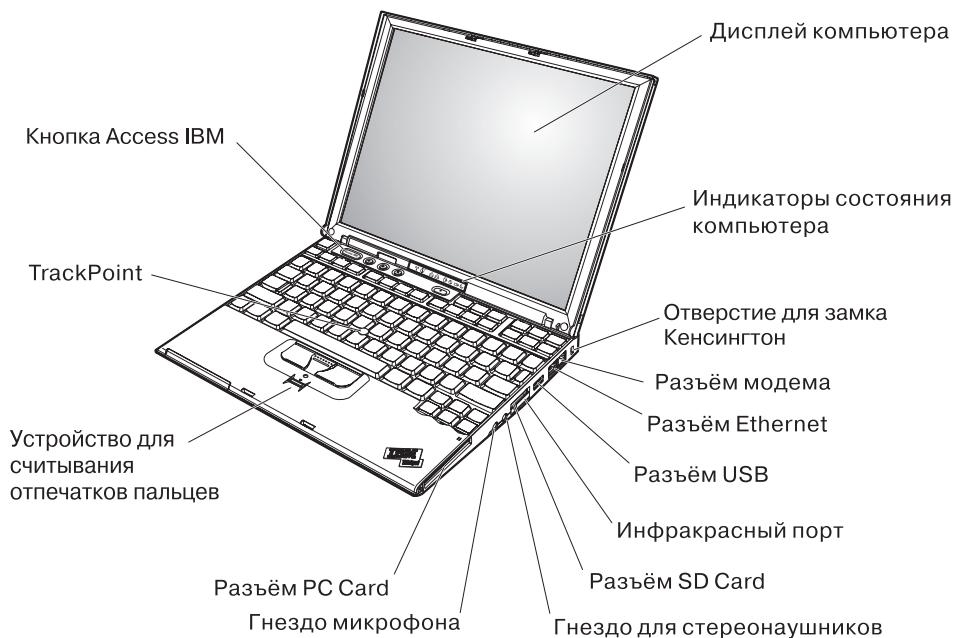 Дисплей компьютера
Кнопка Access IBM
Индикаторы состояния
компьютера
TrackPoint
Отверстие для замка
Кенсингтон
Разъём модема
Разъём Ethernet
Устройство для
считывания
отпечатков пальцев
Разъём USB
Инфракрасный порт
Разъём PC Card
Разъём SD Card
Гнездо микрофона
Гнездо для стереонаушников